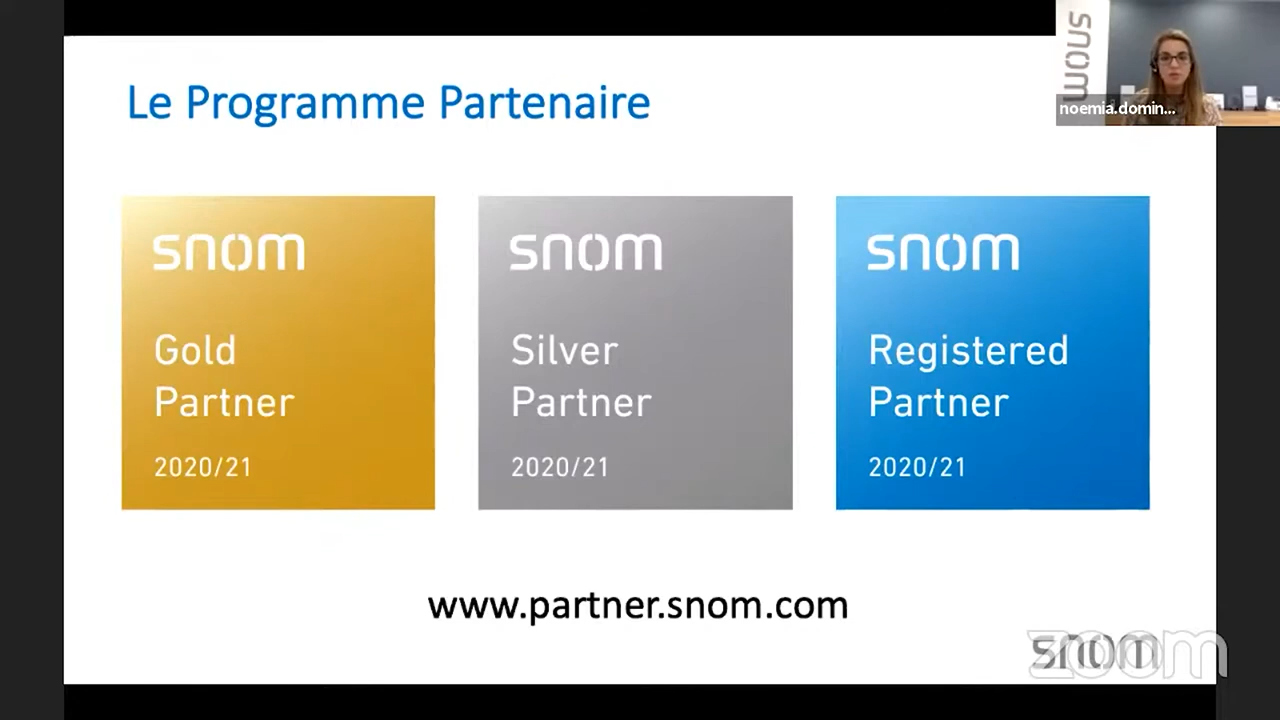 Le Programme Partenaire
snom
noemia.domin...
snom
Gold
Partner
2020/21
snom
Silver
Partner
2020/21
snom
Registered
Partner
2020/21
www.partner.snom.com
snom
zoom